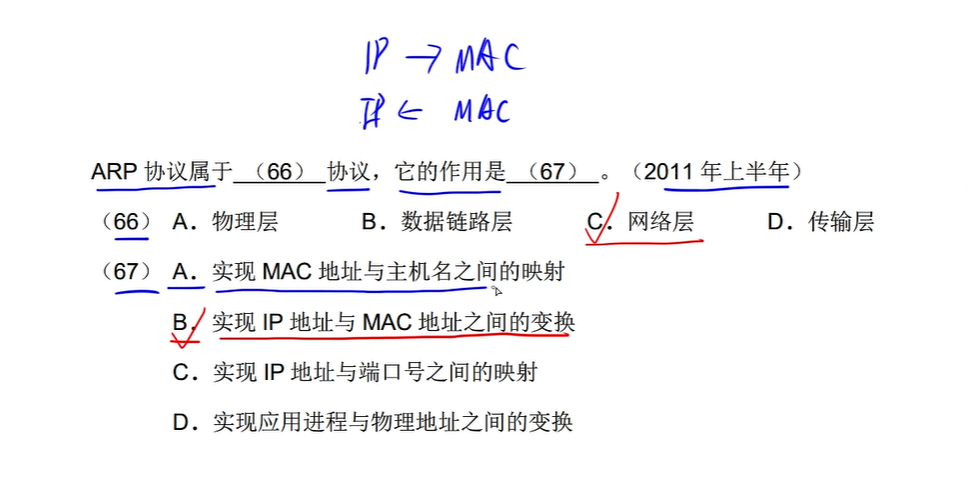 IP → MAC
IP ← MAC
ARP 协议属于 （66） 协议，它的作用是 （67） 。（2011 年上半年）
（66） A．物理层 B．数据链路层 C．网络层 D．传输层
（67） A．实现 MAC 地址与主机名之间的映射
B．实现 IP 地址与 MAC 地址之间的变换
C．实现 IP 地址与端口号之间的映射
D．实现应用进程与物理地址之间的变换